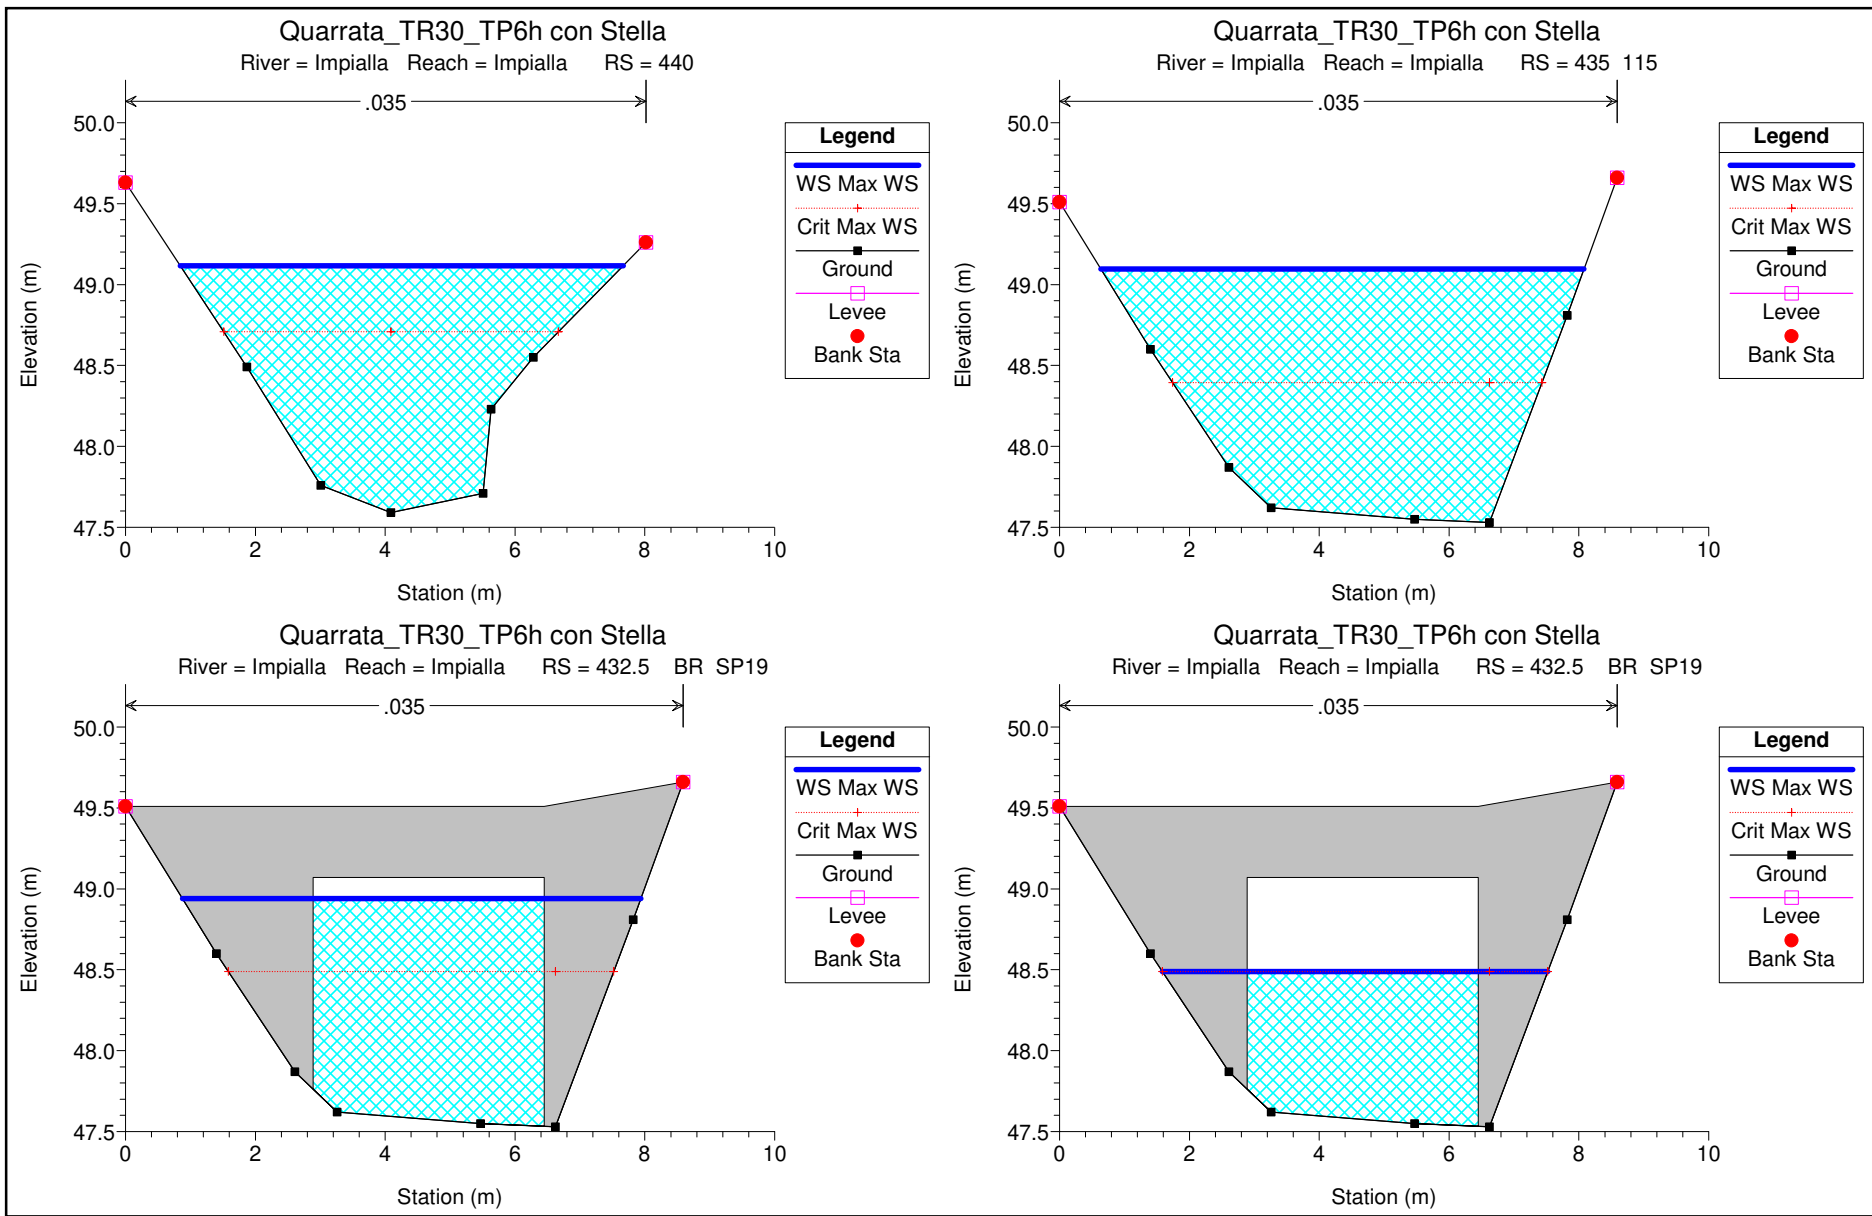 Quarrata_TR30_TP6h con Stella
River = Impialla Reach = Impialla RS = 440
.035
50.0
49.5
49.0
48.5
48.0
47.5
0 2 4 6 8 10
Elevation (m)
Station (m)
Legend
WS Max WS
Crit Max WS
Ground
Levee
Bank Sta
Quarrata_TR30_TP6h con Stella
River = Impialla Reach = Impialla RS = 435 115
.035
50.0
49.5
49.0
48.5
48.0
47.5
0 2 4 6 8 10
Elevation (m)
Station (m)
Legend
WS Max WS
Crit Max WS
Ground
Levee
Bank Sta
Quarrata_TR30_TP6h con Stella
River = Impialla Reach = Impialla RS = 432.5 BR SP19
.035
50.0
49.5
49.0
48.5
48.0
47.5
0 2 4 6 8 10
Elevation (m)
Station (m)
Legend
WS Max WS
Crit Max WS
Ground
Levee
Bank Sta
Quarrata_TR30_TP6h con Stella
River = Impialla Reach = Impialla RS = 432.5 BR SP19
.035
50.0
49.5
49.0
48.5
48.0
47.5
0 2 4 6 8 10
Elevation (m)
Station (m)
Legend
WS Max WS
Crit Max WS
Ground
Levee
Bank Sta